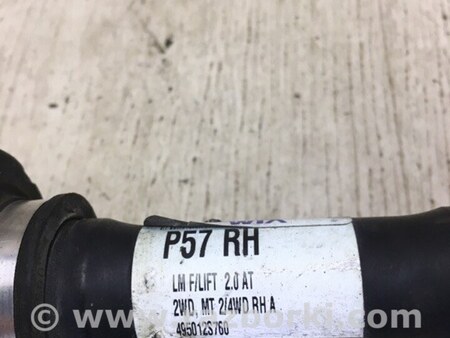 P57 RH
LM F/LIFT 2.0 AT
2WD, MT 2/4WD RH A
495012S760